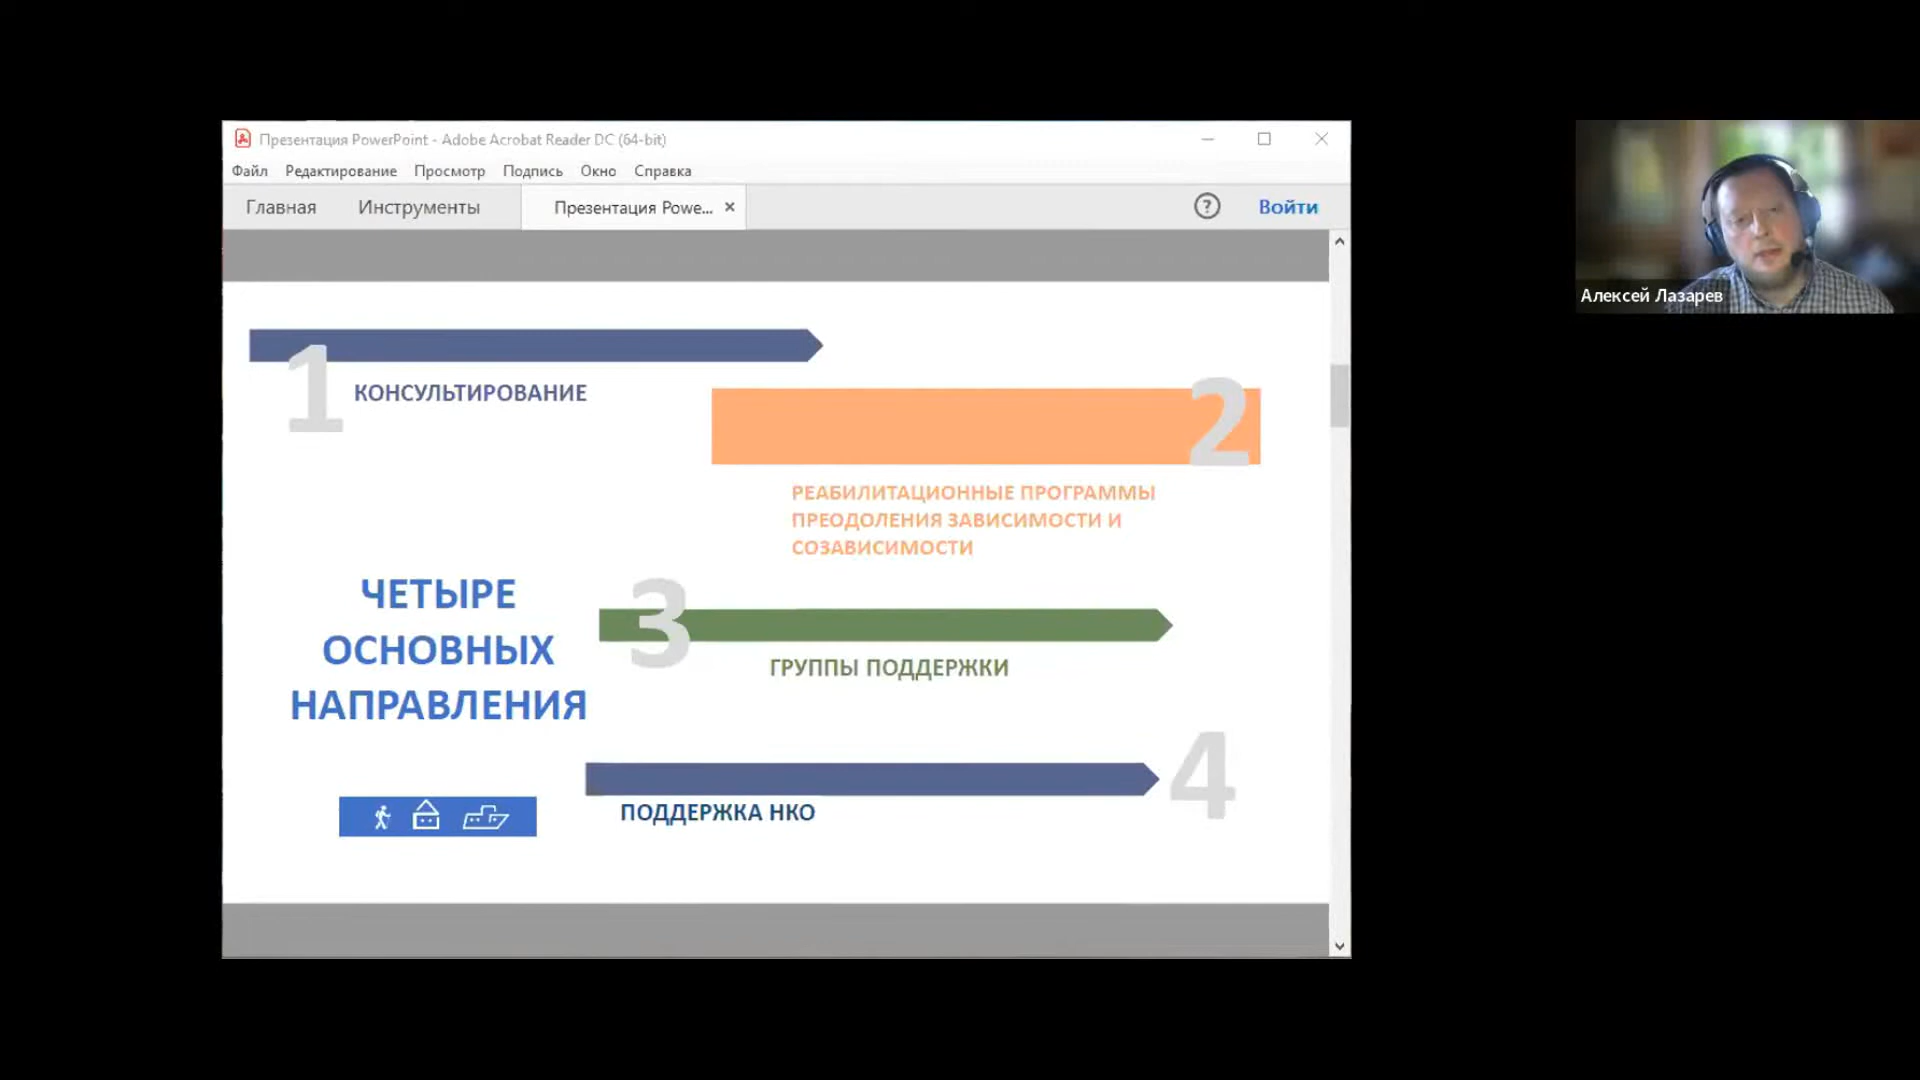 Презентация PowerPoint - Adobe Acrobat Reader DC (64-bit)
Файл Редактирование Просмотр Подпись Окно Справка
Главная Инструменты Презентация Powe... × ? Войти
1
КОНСУЛЬТИРОВАНИЕ
2
РЕАБИЛИТАЦИОННЫЕ ПРОГРАММЫ
ПРЕОДОЛЕНИЯ ЗАВИСИМОСТИ И
СОЗАВИСИМОСТИ
ЧЕТЫРЕ
ОСНОВНЫХ
НАПРАВЛЕНИЯ
3
ГРУППЫ ПОДДЕРЖКИ
4
ПОДДЕРЖКА НКО
Алексей Лазарев